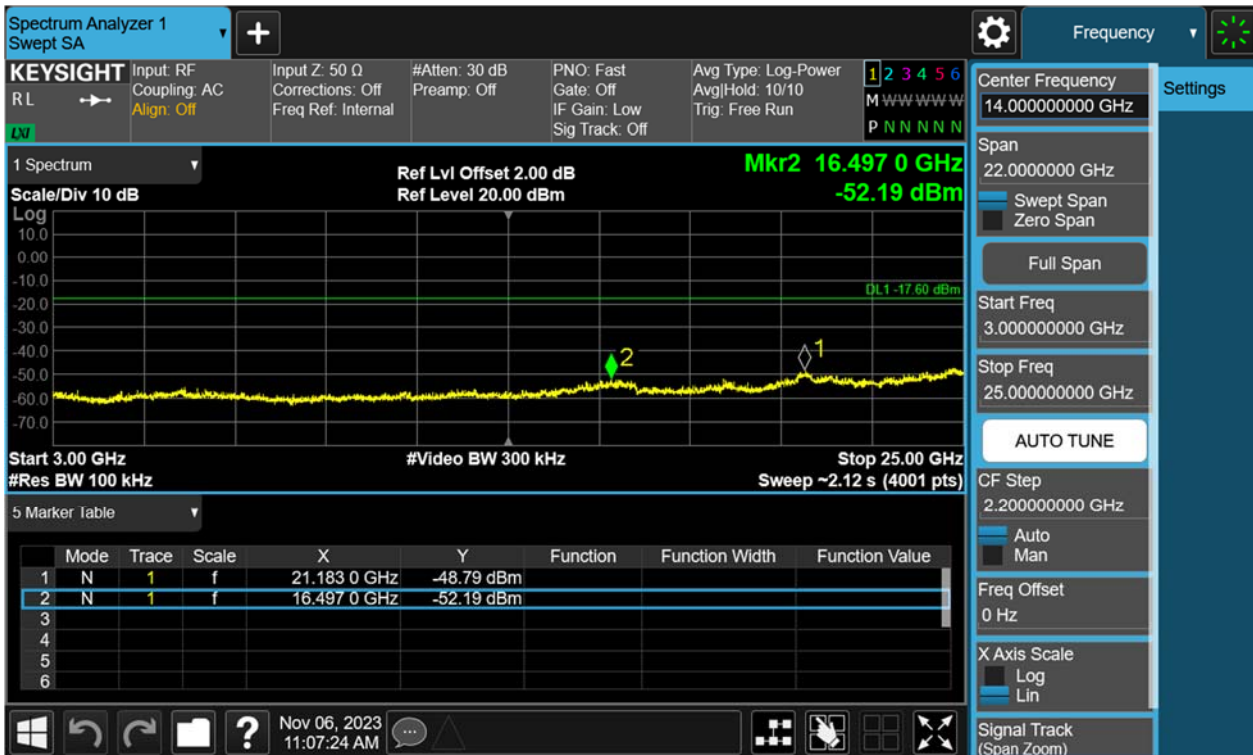 Spectrum Analyzer 1
Swept SA
+
Frequency
KEYSIGHT
RL
LXI
Input: RF
Coupling: AC
Align: Off
Input Z: 50 Ω
Corrections: Off
Freq Ref: Internal
#Atten: 30 dB
Preamp: Off
PNO: Fast
Gate: Off
IF Gain: Low
Sig Track: Off
Avg Type: Log-Power
Avg|Hold: 10/10
Trig: Free Run
1 2 3 4 5 6
M W W W W W
P N N N N N
1 Spectrum
Scale/Div 10 dB
Ref Lvl Offset 2.00 dB
Ref Level 20.00 dBm
Mkr2 16.497 0 GHz
-52.19 dBm
Log
10.0
0.00
-10.0
-20.0
-30.0
-40.0
-50.0
-60.0
-70.0
DL1 -17.60 dBm
2
1
Start 3.00 GHz
#Res BW 100 kHz
#Video BW 300 kHz
Stop 25.00 GHz
Sweep ~2.12 s (4001 pts)
5 Marker Table
Mode Trace Scale X Y Function Function Width Function Value
1 N 1 f 21.183 0 GHz -48.79 dBm
2 N 1 f 16.497 0 GHz -52.19 dBm
3
4
5
6
?
Nov 06, 2023
11:07:24 AM
Center Frequency
14.000000000 GHz
Settings
Span
22.0000000 GHz
Swept Span
Zero Span
Full Span
Start Freq
3.000000000 GHz
Stop Freq
25.000000000 GHz
AUTO TUNE
CF Step
2.200000000 GHz
Auto
Man
Freq Offset
0 Hz
X Axis Scale
Log
Lin
Signal Track
(Span Zoom)